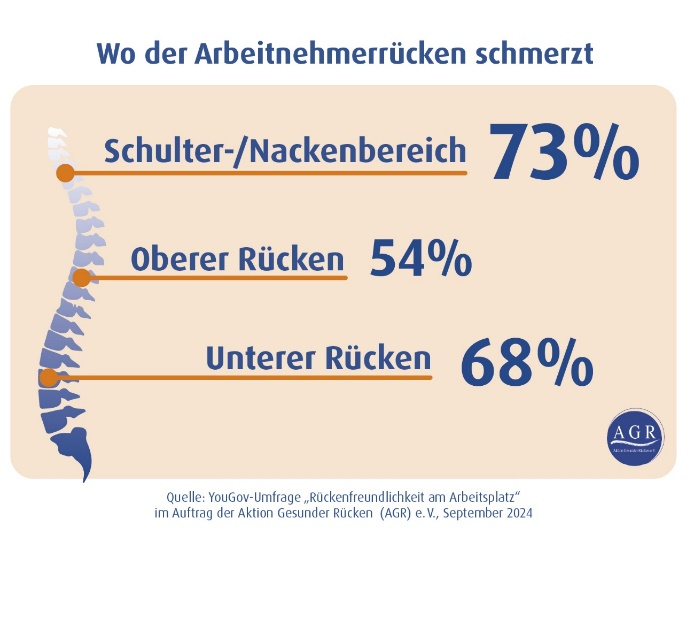 Wo der Arbeitnehmerrücken schmerzt
Schulter-/Nackenbereich 73%
Oberer Rücken 54%
Unterer Rücken 68%
AGR
Quelle: YouGov-Umfrage „Rückenfreundlichkeit am Arbeitsplatz“
im Auftrag der Aktion Gesunder Rücken (AGR) e.V., September 2024